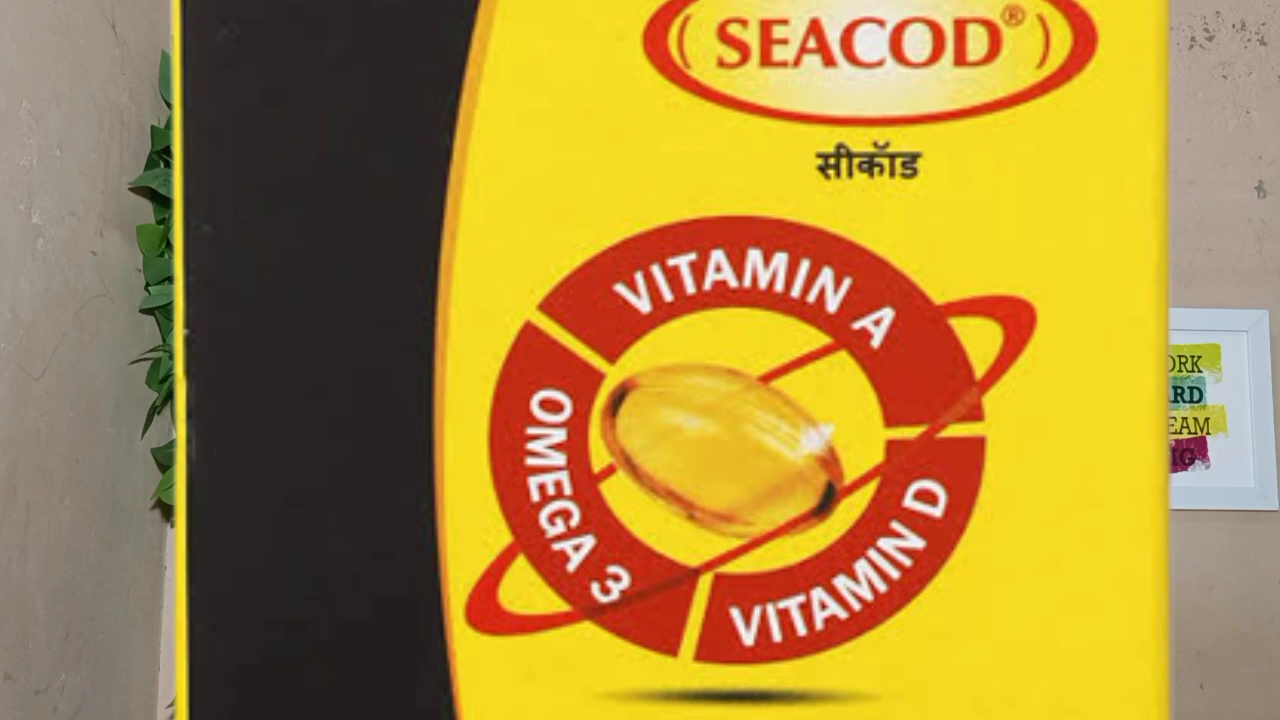 SEACOD®
सीकॉड
VITAMIN A
OMEGA 3
VITAMIN D
ORK
RD
EAM
IG